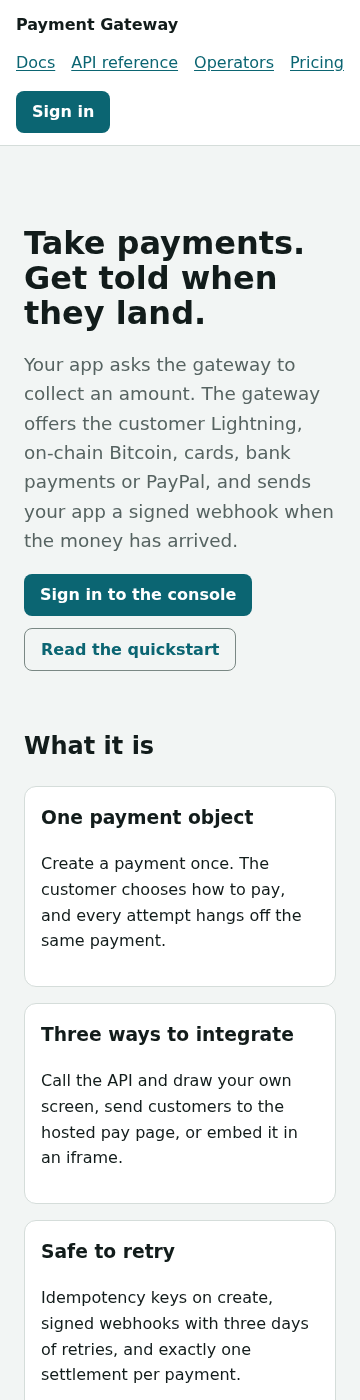 Payment Gateway
Docs API reference Operators Pricing
Sign in
Take payments.
Get told when
they land.
Your app asks the gateway to
collect an amount. The gateway
offers the customer Lightning,
on-chain Bitcoin, cards, bank
payments or PayPal, and sends
your app a signed webhook when
the money has arrived.
Sign in to the console
Read the quickstart
What it is
One payment object
Create a payment once. The
customer chooses how to pay,
and every attempt hangs off the
same payment.
Three ways to integrate
Call the API and draw your own
screen, send customers to the
hosted pay page, or embed it in
an iframe.
Safe to retry
Idempotency keys on create,
signed webhooks with three days
of retries, and exactly one
settlement per payment.